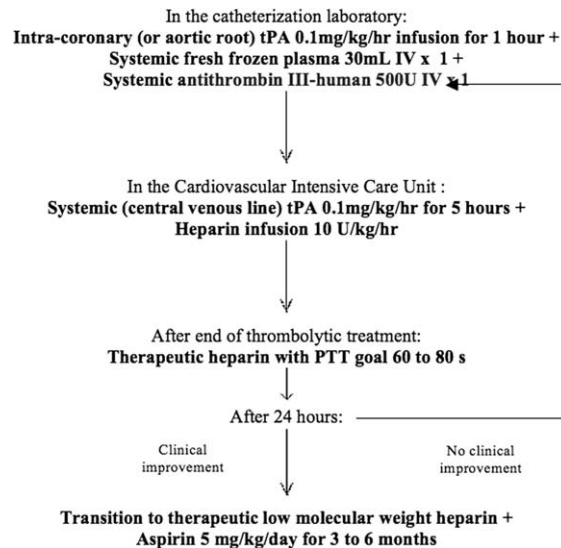 In the catheterization laboratory:
Intra-coronary (or aortic root) tPA 0.1mg/kg/hr infusion for 1 hour +
Systemic fresh frozen plasma 30mL IV x 1 +
Systemic antithrombin III-human 500U IV x 1
In the Cardiovascular Intensive Care Unit :
Systemic (central venous line) tPA 0.1mg/kg/hr for 5 hours +
Heparin infusion 10 U/kg/hr
After end of thrombolytic treatment:
Therapeutic heparin with PTT goal 60 to 80 s
After 24 hours:
Clinical
improvement
No clinical
improvement
Transition to therapeutic low molecular weight heparin +
Aspirin 5 mg/kg/day for 3 to 6 months